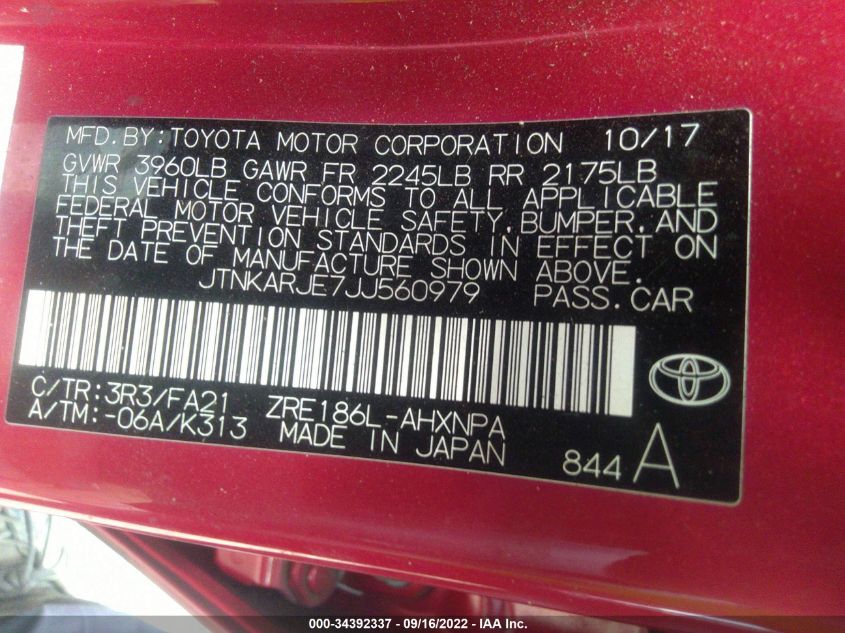 MFD.BY:TOYOTA MOTOR CORPORATION 10/17
GVWR 3960LB GAWR FR 2245LB RR 2175LB
THIS VEHICLE CONFORMS TO ALL APPLICABLE
FEDERAL MOTOR VEHICLE SAFETY,BUMPER,AND
THEFT PREVENTION STANDARDS IN EFFECT ON
THE DATE OF MANUFACTURE SHOWN ABOVE.
JTNKARJE7JJ560979 PASS.CAR
C/TR:3R3/FA21 ZRE186L-AHXNPA
A/TM:-06A/K313 MADE IN JAPAN 844 A
000-34392337 - 09/16/2022 - IAA Inc.